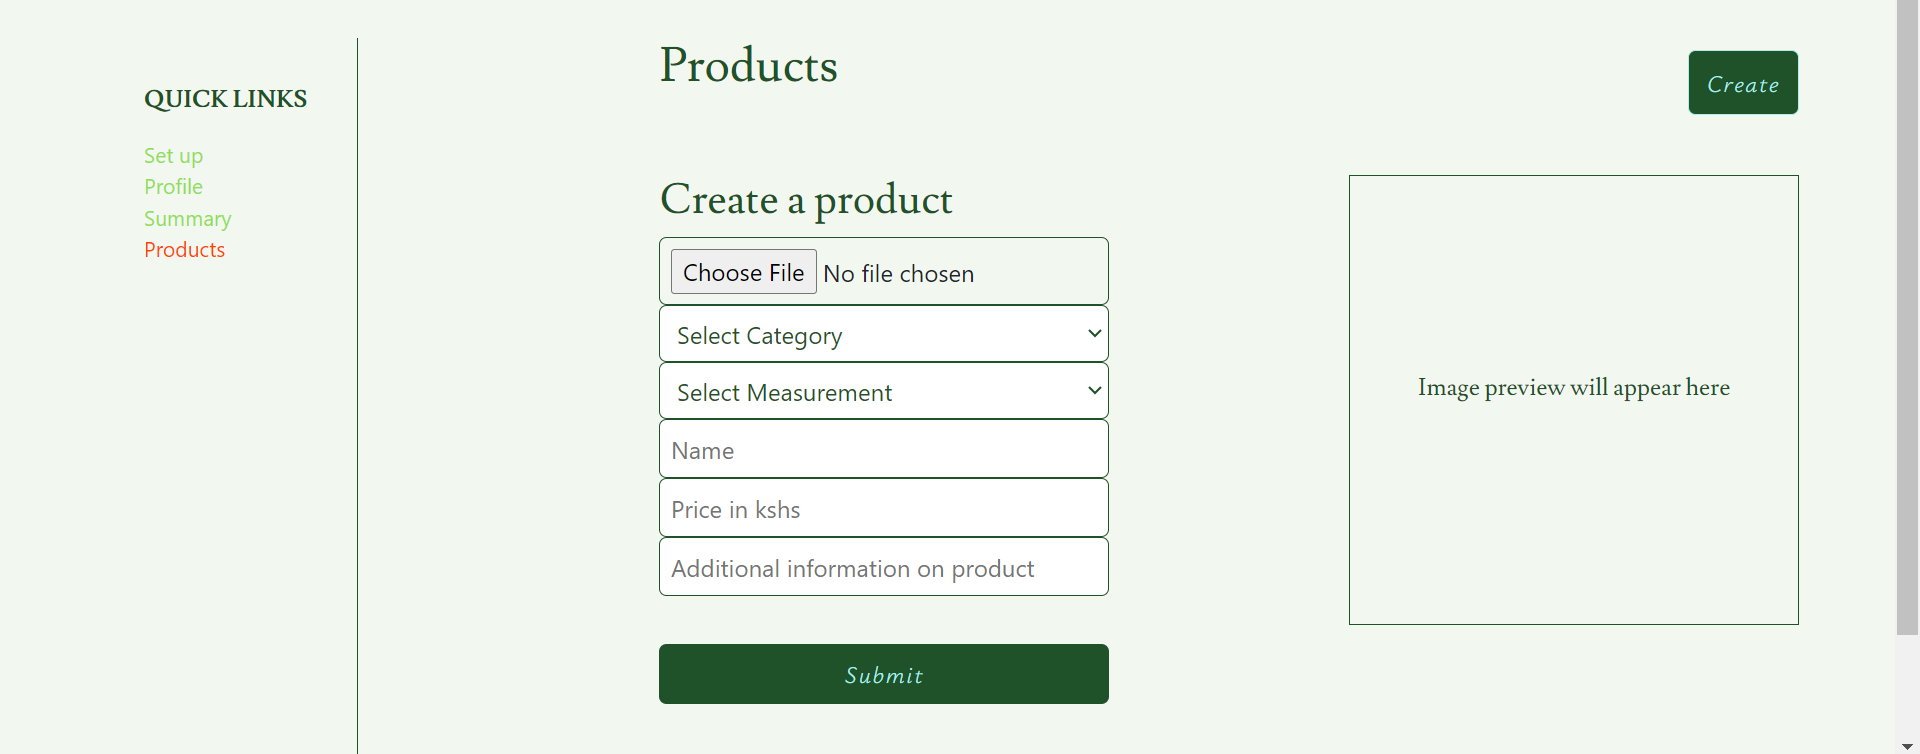 QUICK LINKS
Set up
Profile
Summary
Products
Products
Create
Create a product
Choose File No file chosen
Select Category
Select Measurement
Name
Price in kshs
Additional information on product
Submit
Image preview will appear here